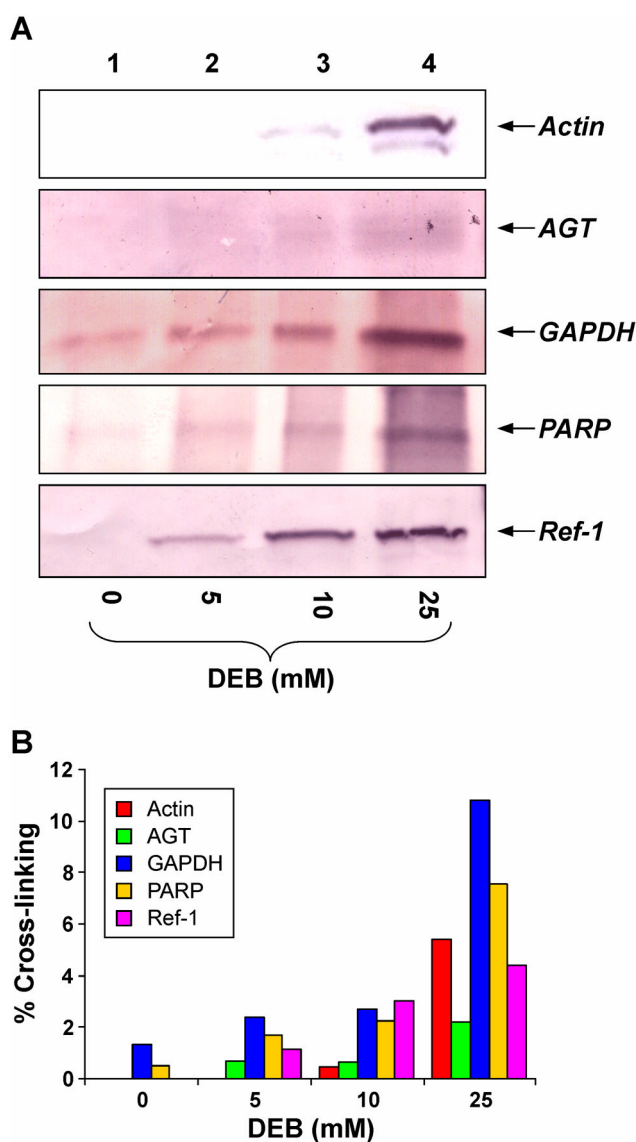 A
1 2 3 4
Actin
AGT
GAPDH
PARP
Ref-1
0 5 10 25
DEB (mM)
B
12
10
8
6
4
2
0
% Cross-linking
Actin
AGT
GAPDH
PARP
Ref-1
0 5 10 25
DEB (mM)